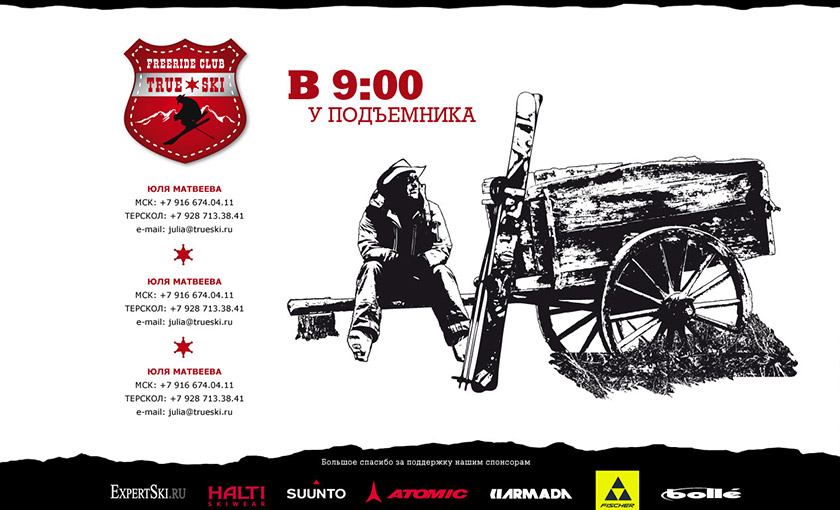 FREERIDE CLUB
TRUE SKI
В 9:00
У ПОДЪЕМНИКА
ЮЛЯ МАТВЕЕВА
МСК: +7 916 674.04.11
ТЕРСКОЛ: +7 928 713.38.41
e-mail: julia@trueski.ru
ЮЛЯ МАТВЕЕВА
МСК: +7 916 674.04.11
ТЕРСКОЛ: +7 928 713.38.41
e-mail: julia@trueski.ru
ЮЛЯ МАТВЕЕВА
МСК: +7 916 674.04.11
ТЕРСКОЛ: +7 928 713.38.41
e-mail: julia@trueski.ru
Большое спасибо за поддержку нашим спонсорам
EXPERTSKI.RU
HALTI
SKIWEAR
SUUNTO
ATOMIC
ARMADA
FISCHER
bollé